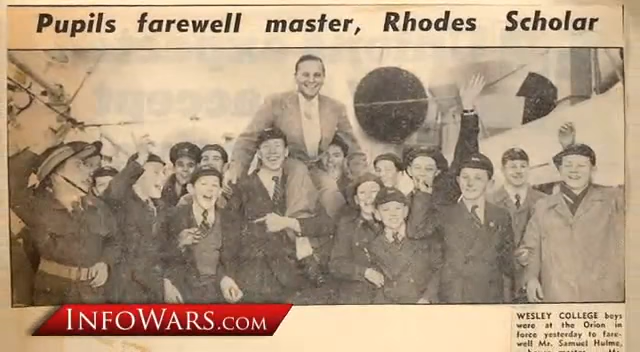 Pupils farewell master, Rhodes Scholar
INFOWARS.COM
WESLEY COLLEGE boys
were at the Orion in
force yesterday to fare-
well Mr. Samuel Hulme,